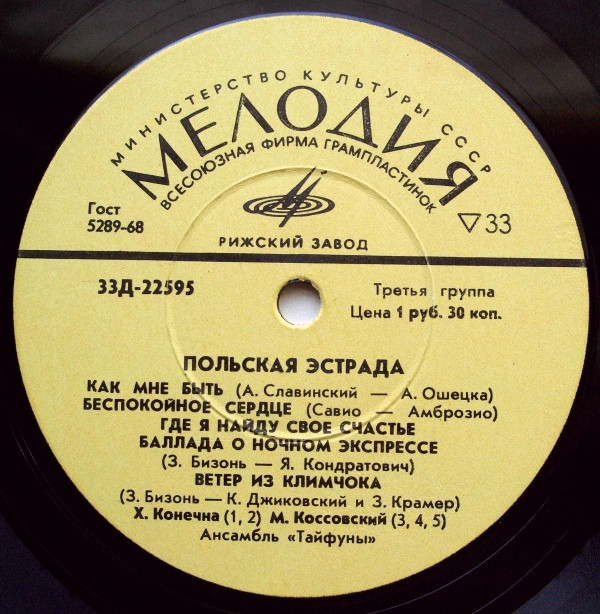 МИНИСТЕРСТВО КУЛЬТУРЫ СССР
МЕЛОДИЯ
ВСЕСОЮЗНАЯ ФИРМА ГРАМПЛАСТИНОК
Гост
5289-68
▽33
РИЖСКИЙ ЗАВОД
33Д-22595
Третья группа
Цена 1 руб. 30 коп.
ПОЛЬСКАЯ ЭСТРАДА
КАК МНЕ БЫТЬ (А. Славинский — А. Ошецка)
БЕСПОКОЙНОЕ СЕРДЦЕ (Савио — Амброзио)
ГДЕ Я НАЙДУ СВОЕ СЧАСТЬЕ
БАЛЛАДА О НОЧНОМ ЭКСПРЕССЕ
(З. Бизонь — Я. Кондратович)
ВЕТЕР ИЗ КЛИМЧОКА
(З. Бизонь — К. Джиковский и З. Крамер)
Х. Конечна (1, 2) М. Коссовский (3, 4, 5)
Ансамбль «Тайфуны»